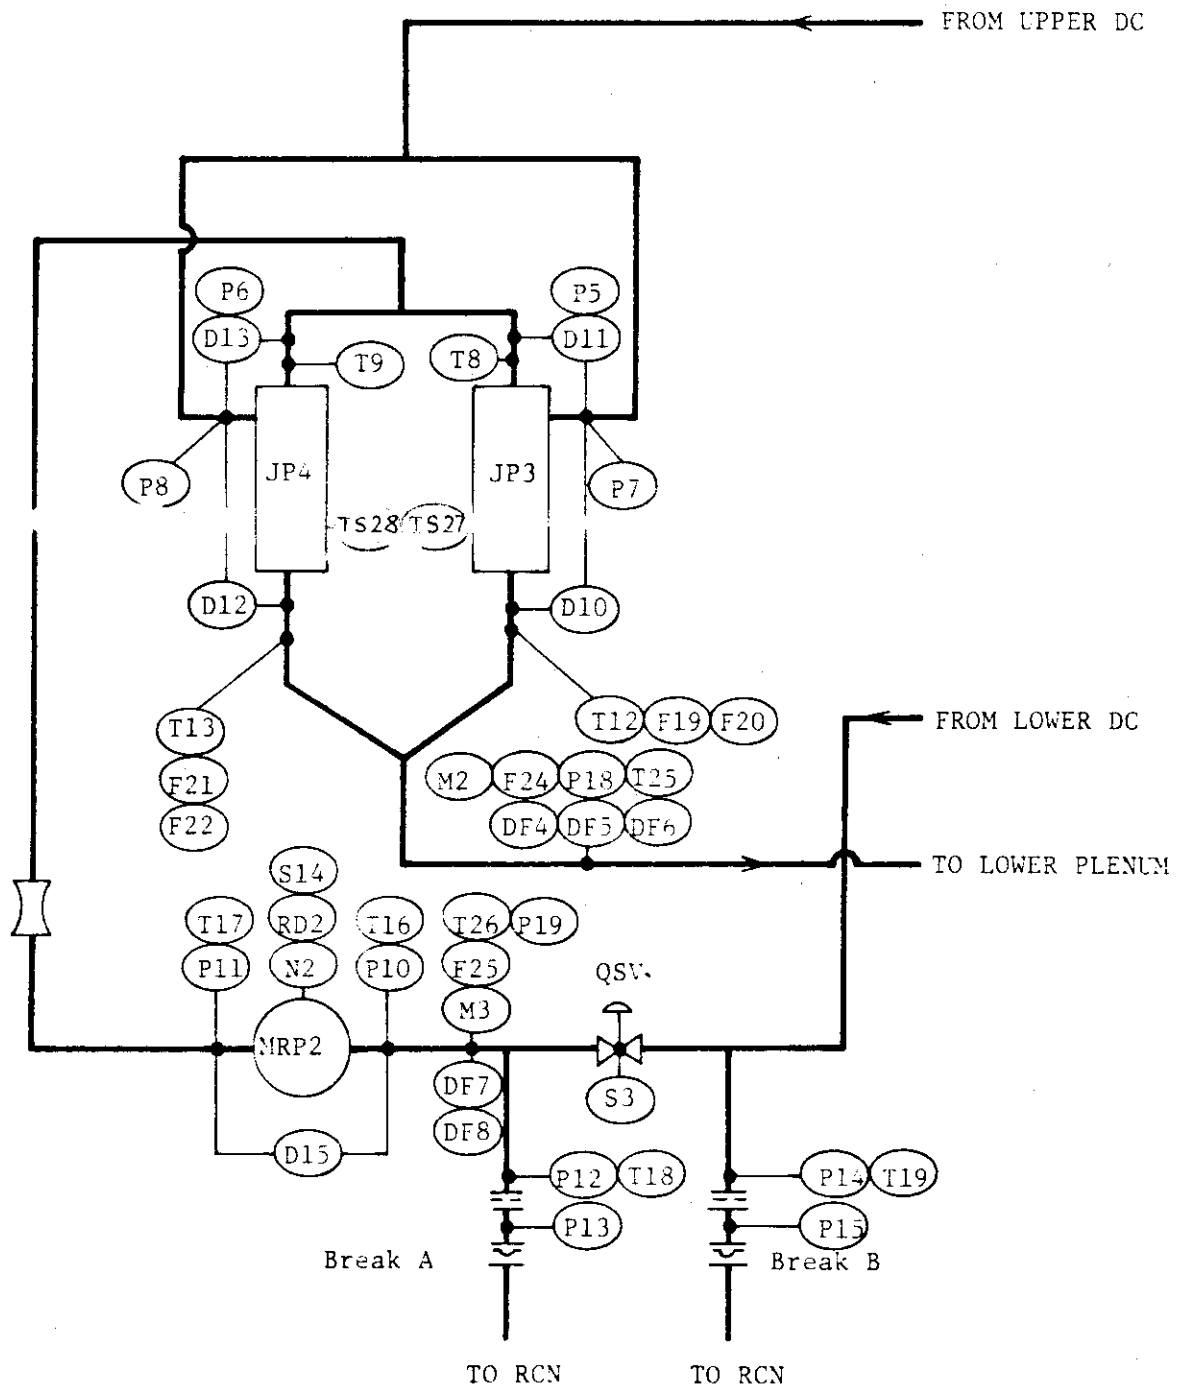 FROM UPPER DC
P6
P5
D13
D11
T9
T8
JP4
JP3
P8
P7
TS28
TS27
D12
D10
T13
T12
F19
F20
FROM LOWER DC
F21
M2
F24
P18
T25
F22
DF4
DF5
DF6
TO LOWER PLENUM
S14
T17
RD2
T16
T26
P19
P11
N2
P10
F25
QSV
M3
MRP2
DF7
S3
DF8
D15
P12
T18
P14
T19
P13
P15
Break A
Break B
TO RCN
TO RCN